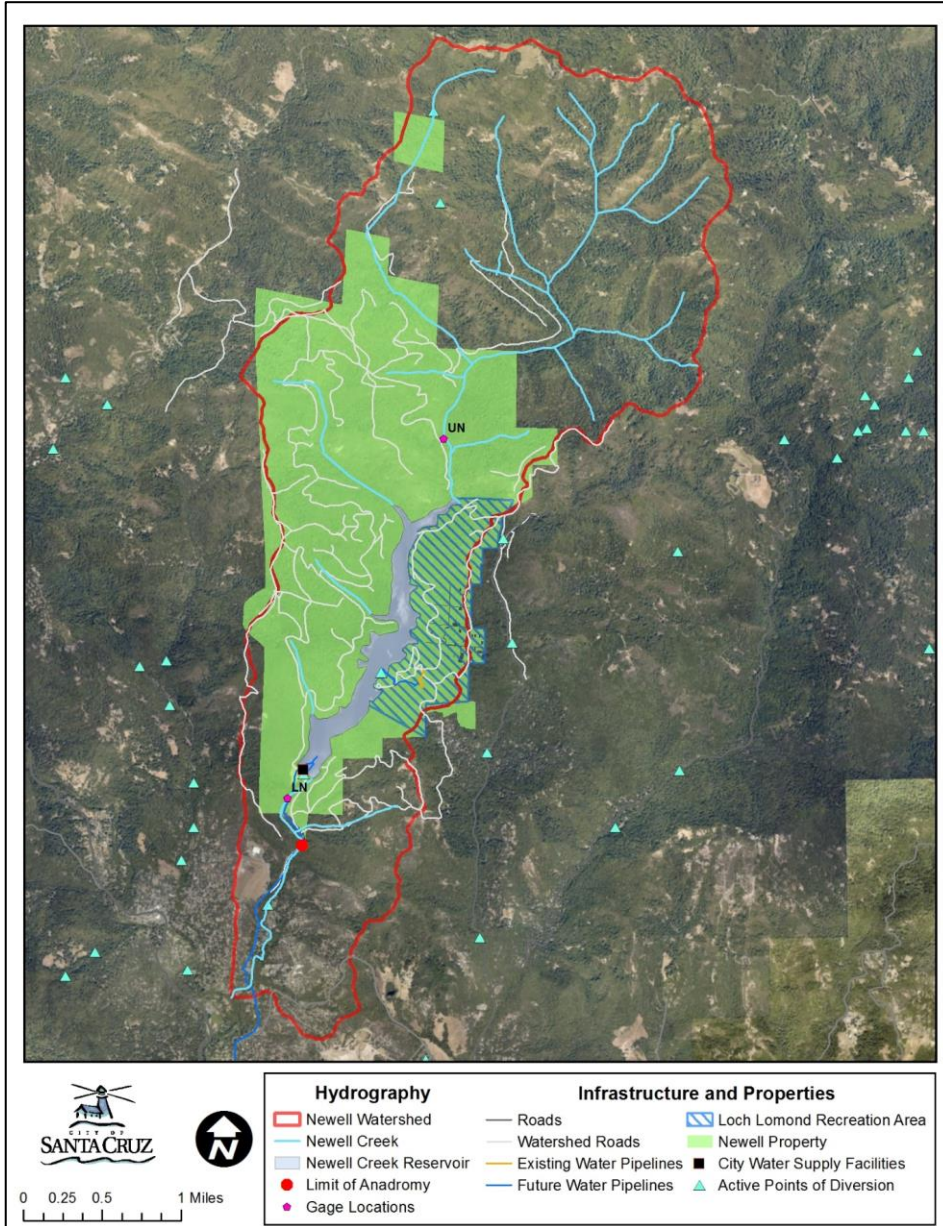 UN
LN
CITY OF
SANTA CRUZ
N
0 0.25 0.5 1 Miles
Hydrography
Newell Watershed
Newell Creek
Newell Creek Reservoir
Limit of Anadromy
Gage Locations
Infrastructure and Properties
Roads
Watershed Roads
Existing Water Pipelines
Future Water Pipelines
Loch Lomond Recreation Area
Newell Property
City Water Supply Facilities
Active Points of Diversion